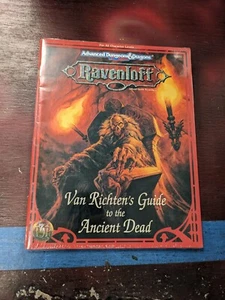 Advanced Dungeons & Dragons
Ravenloft
Van Richten's Guide
to the
Ancient Dead